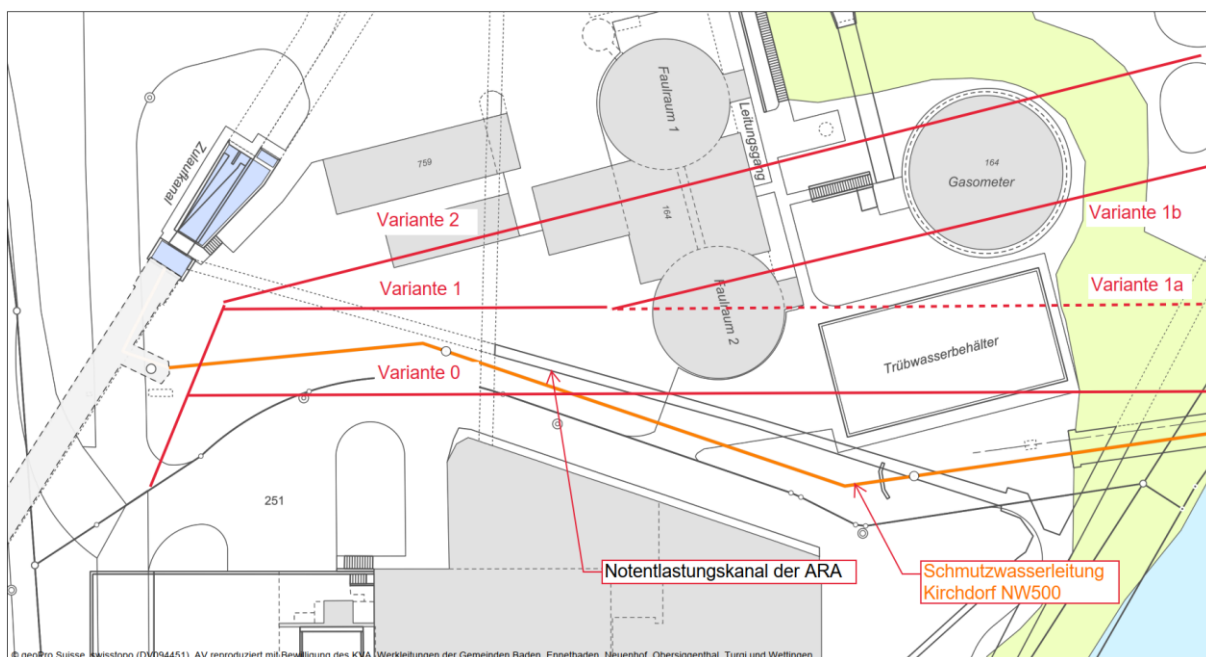 Zulaufkanal
759
Faulraum 1
Leitungsgang
164
Gasometer
Variante 2
164
Variante 1b
Variante 1
Variante 1a
Faulraum 2
Trübwasserbehälter
Variante 0
251
Notentlastungskanal der ARA
Schmutzwasserleitung
Kirchdorf NW500
© geoPro Suisse, swisstopo (DV094451), AV reproduziert mit Bewilligung des KVA, Werkleitungen der Gemeinden Baden, Ennetbaden, Neuenhof, Obersiggenthal, Turgi und Wettingen